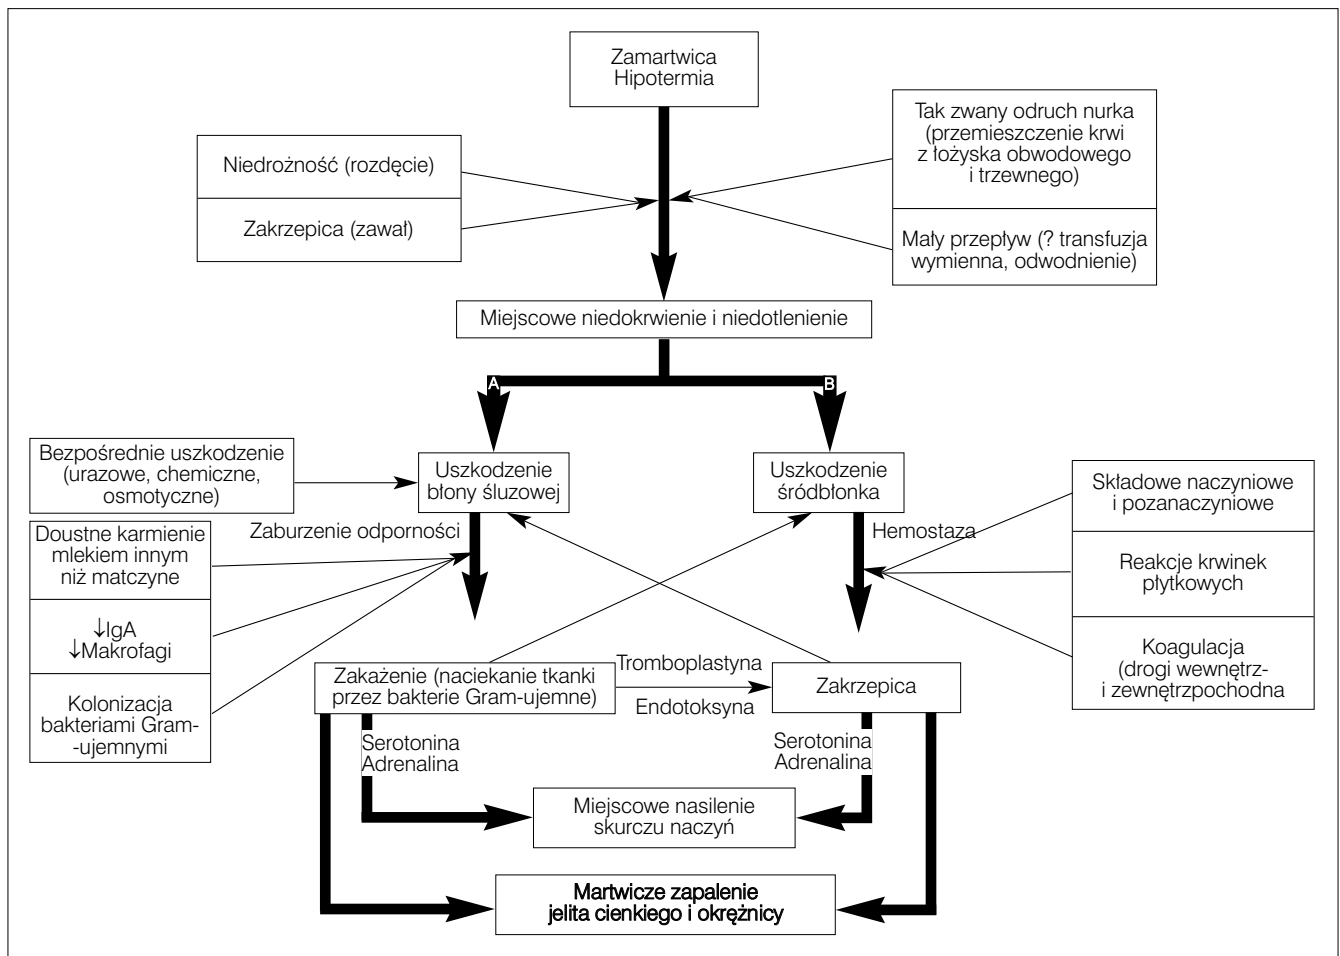 Zamartwica
Hipotermia
Tak zwany odruch nurka
(przemieszczenie krwi
z łożyska obwodowego
i trzewnego)
Niedrożność (rozdęcie)
Zakrzepica (zawał)
Mały przepływ (? transfuzja
wymienna, odwodnienie)
Miejscowe niedokrwienie i niedotlenienie
A
B
Bezpośrednie uszkodzenie
(urazowe, chemiczne,
osmotyczne)
Uszkodzenie
błony śluzowej
Uszkodzenie
śródbłonka
Składowe naczyniowe
i pozanaczyniowe
Zaburzenie odporności
Hemostaza
Doustne karmienie
mlekiem innym
niż matczyne
Reakcje krwinek
płytkowych
↓IgA
↓Makrofagi
Koagulacja
(drogi wewnętrz-
i zewnętrzpochodna
Kolonizacja
bakteriami Gram-
-ujemnymi
Zakażenie (naciekanie tkanki
przez bakterie Gram-ujemne)
Tromboplastyna
Endotoksyna
Zakrzepica
Serotonina
Adrenalina
Serotonina
Adrenalina
Miejscowe nasilenie
skurczu naczyń
Martwicze zapalenie
jelita cienkiego i okrężnicy